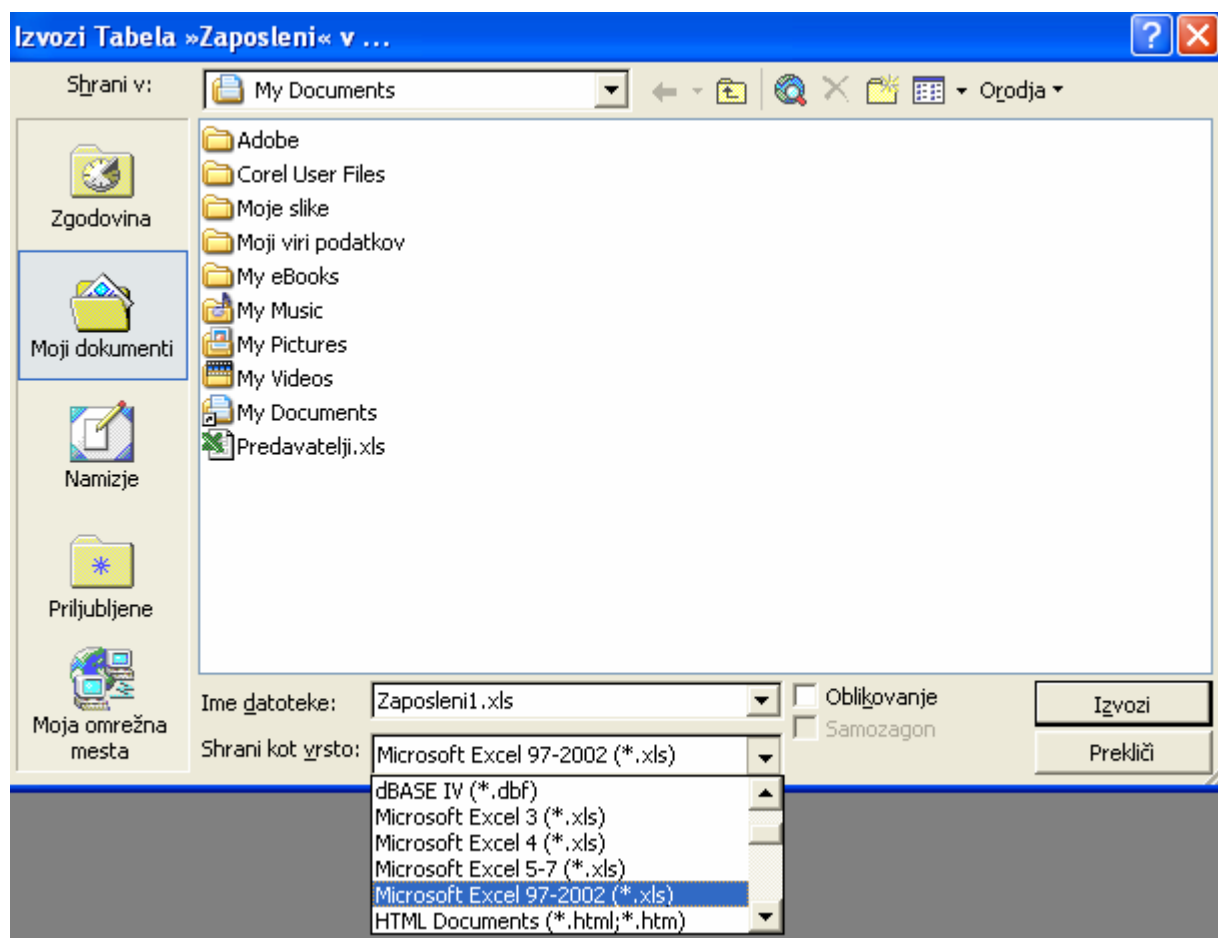 Izvozi Tabela »Zaposleni« v ...
Shrani v:
My Documents
Orodja
Zgodovina
Moji dokumenti
Namizje
Priljubljene
Moja omrežna
mesta
Adobe
Corel User Files
Moje slike
Moji viri podatkov
My eBooks
My Music
My Pictures
My Videos
My Documents
Predavatelji.xls
Ime datoteke:
Zaposleni1.xls
Oblikovanje
Izvozi
Samozagon
Shrani kot vrsto:
Microsoft Excel 97-2002 (*.xls)
Prekliči
dBASE IV (*.dbf)
Microsoft Excel 3 (*.xls)
Microsoft Excel 4 (*.xls)
Microsoft Excel 5-7 (*.xls)
Microsoft Excel 97-2002 (*.xls)
HTML Documents (*.html;*.htm)